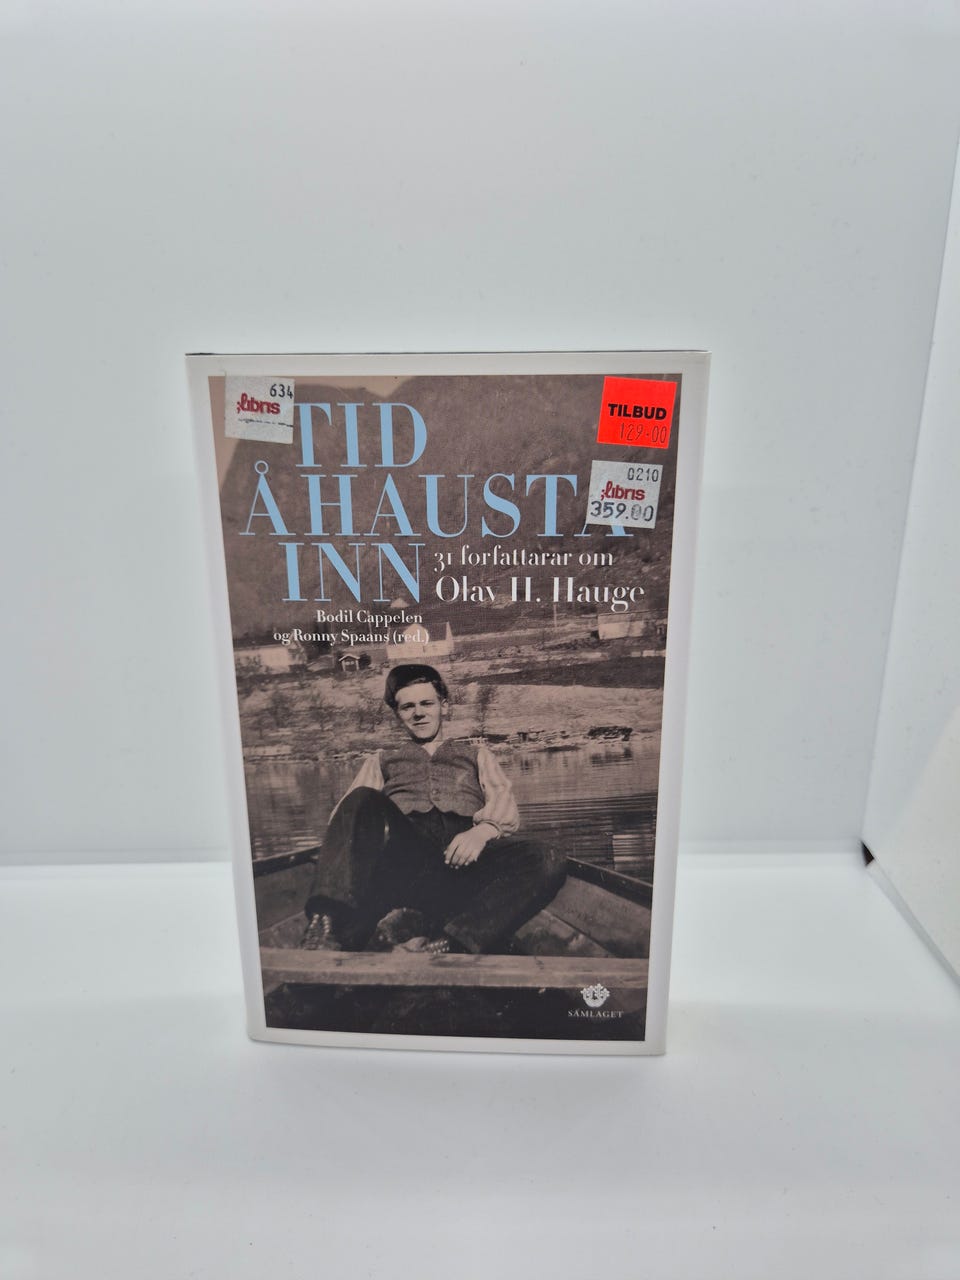 634
libris
TID
TILBUD
129.00
0210
libris
359.00
ÅHAUSTA
INN
31 forfattarar om
Olav H. Hauge
Bodil Cappelen
og Ronny Spaans (red.)
SAMLAGET